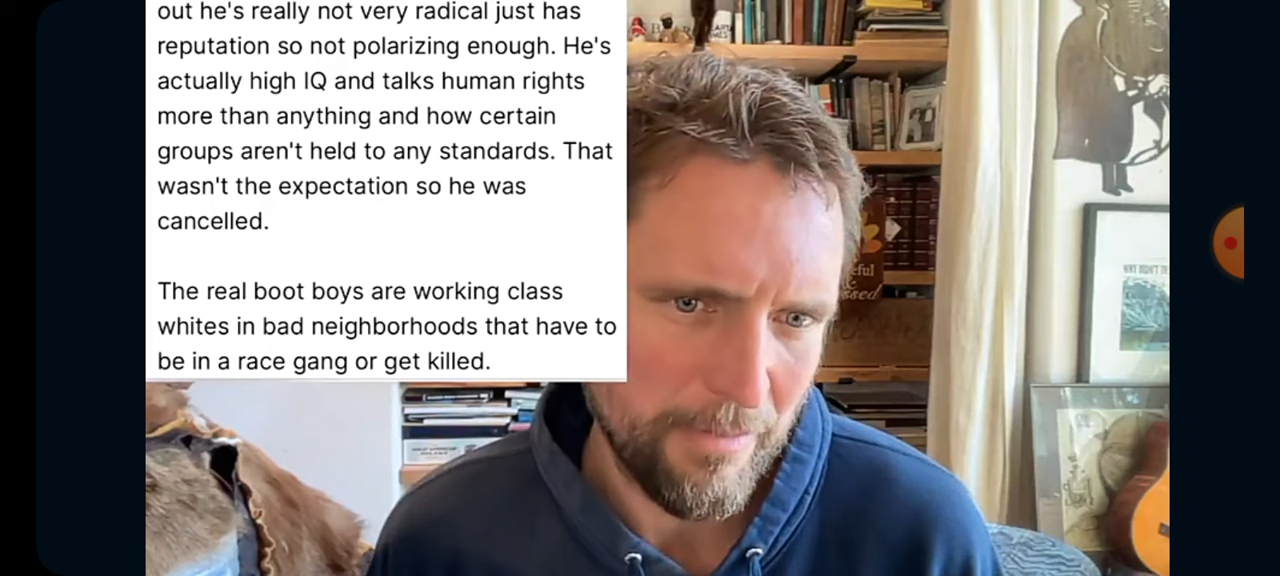 out he's really not very radical just has
reputation so not polarizing enough. He's
actually high IQ and talks human rights
more than anything and how certain
groups aren't held to any standards. That
wasn't the expectation so he was
cancelled.
The real boot boys are working class
whites in bad neighborhoods that have to
be in a race gang or get killed.